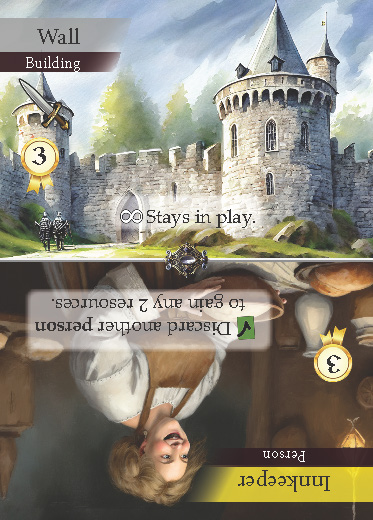 Wall
Building
3
∞ Stays in play.
Discard another person
to gain any 2 resources.
3
Person
Innkeeper